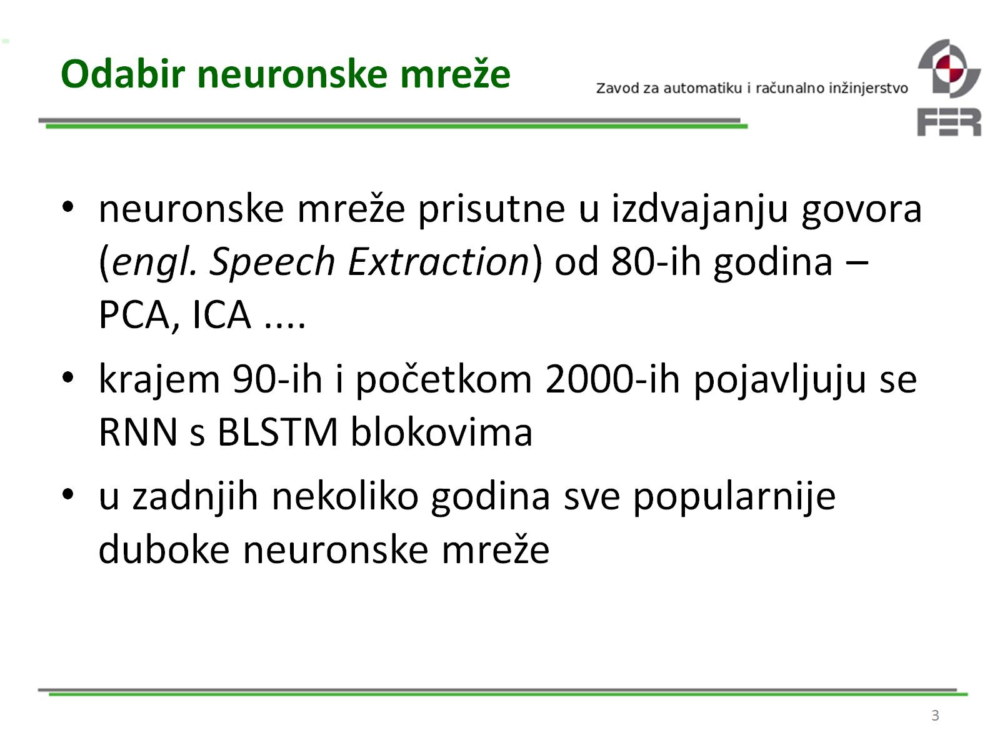 Odabir neuronske mreže
Zavod za automatiku i računalno inžinjerstvo
FER
• neuronske mreže prisutne u izdvajanju govora
(engl. Speech Extraction) od 80-ih godina –
PCA, ICA ....
• krajem 90-ih i početkom 2000-ih pojavljuju se
RNN s BLSTM blokovima
• u zadnjih nekoliko godina sve popularnije
duboke neuronske mreže
3